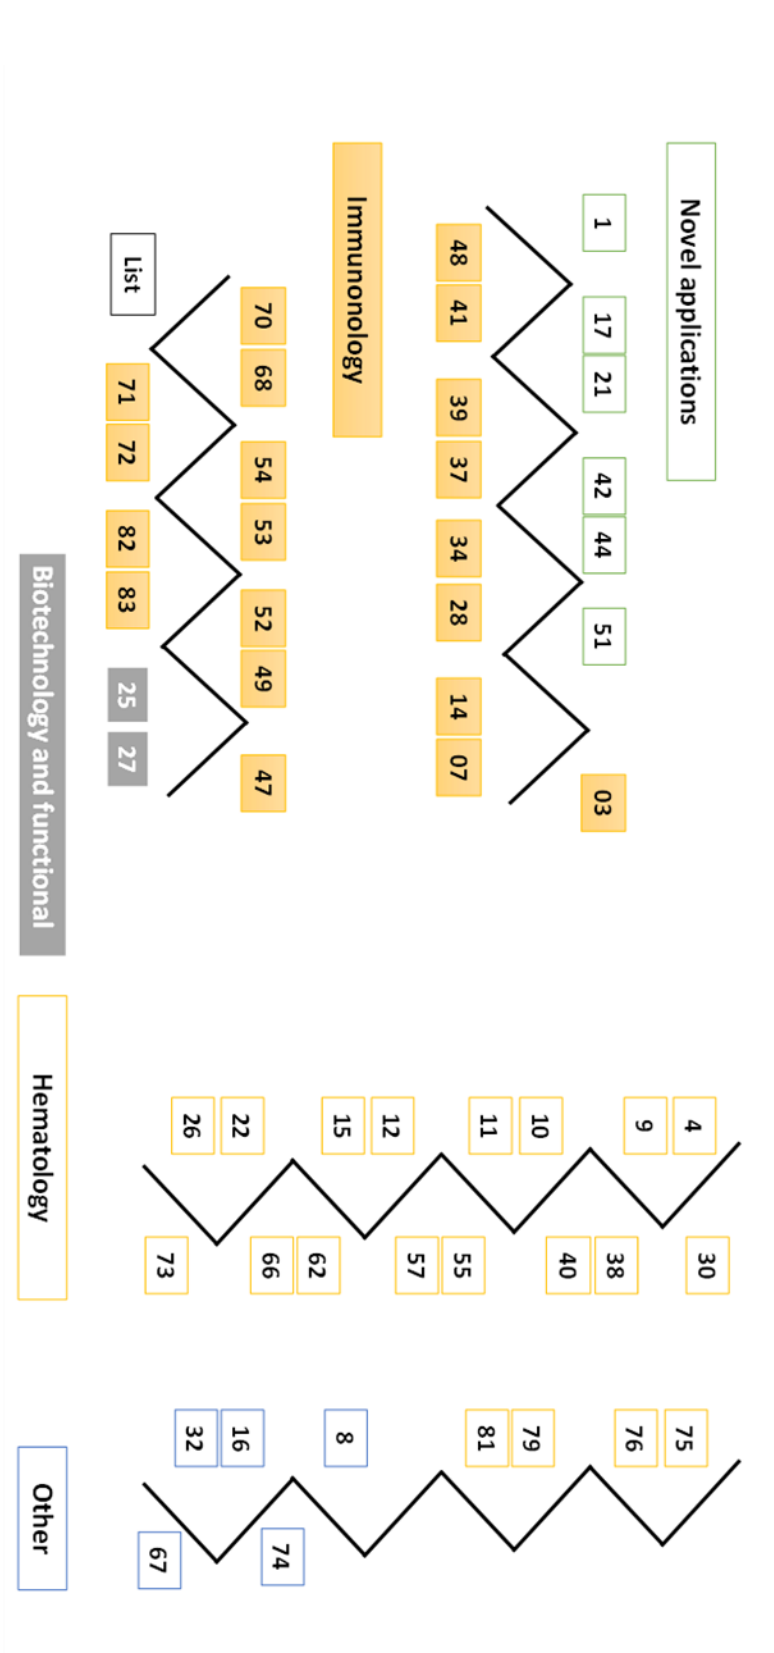 Novel applications
1 17 21 42 44 51 03
48 41 39 37 34 28 14 07
Immunonology
70 68 54 53 52 49 47
List 71 72 82 83 25 27
Biotechnology and functional
4
30
9
38
10
40
11
55
12
57
15
62
22
66
26
73
Hematology
75
76
79
81
8
74
16
32
67
Other